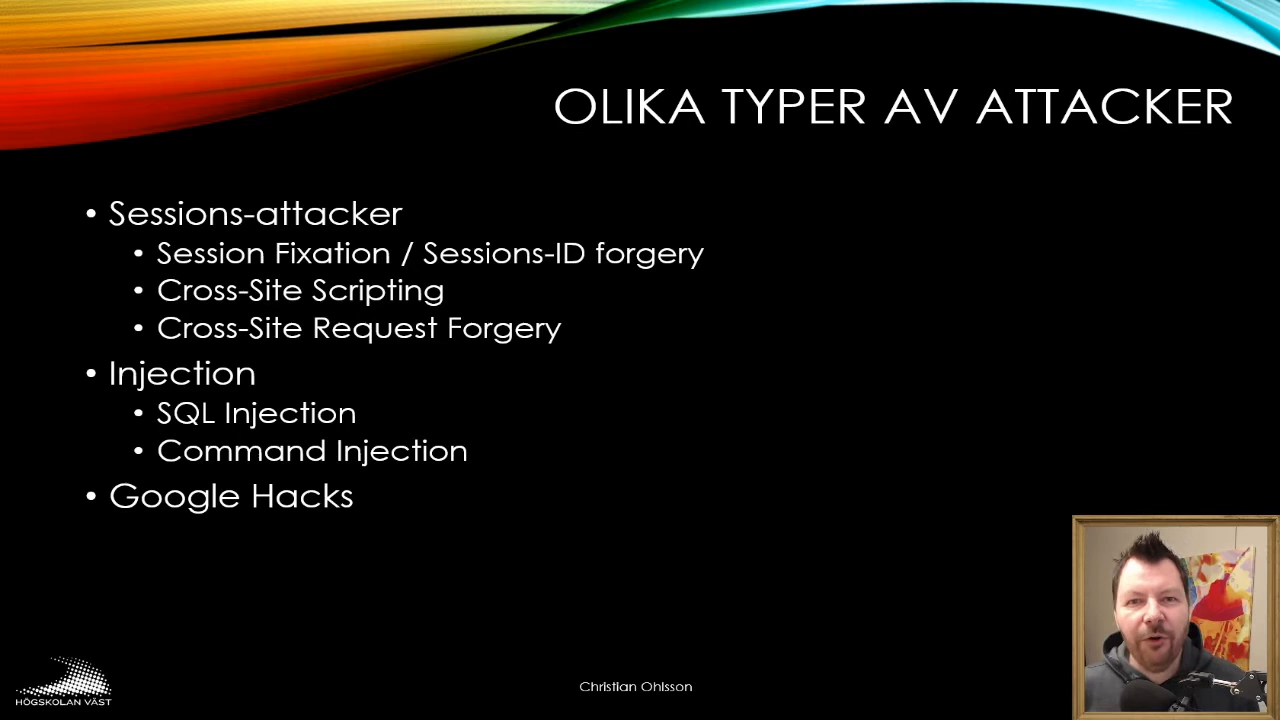 OLIKA TYPER AV ATTACKER
• Sessions-attacker
• Session Fixation / Sessions-ID forgery
• Cross-Site Scripting
• Cross-Site Request Forgery
• Injection
• SQL Injection
• Command Injection
• Google Hacks
HÖGSKOLAN VÄST
Christian Ohlsson